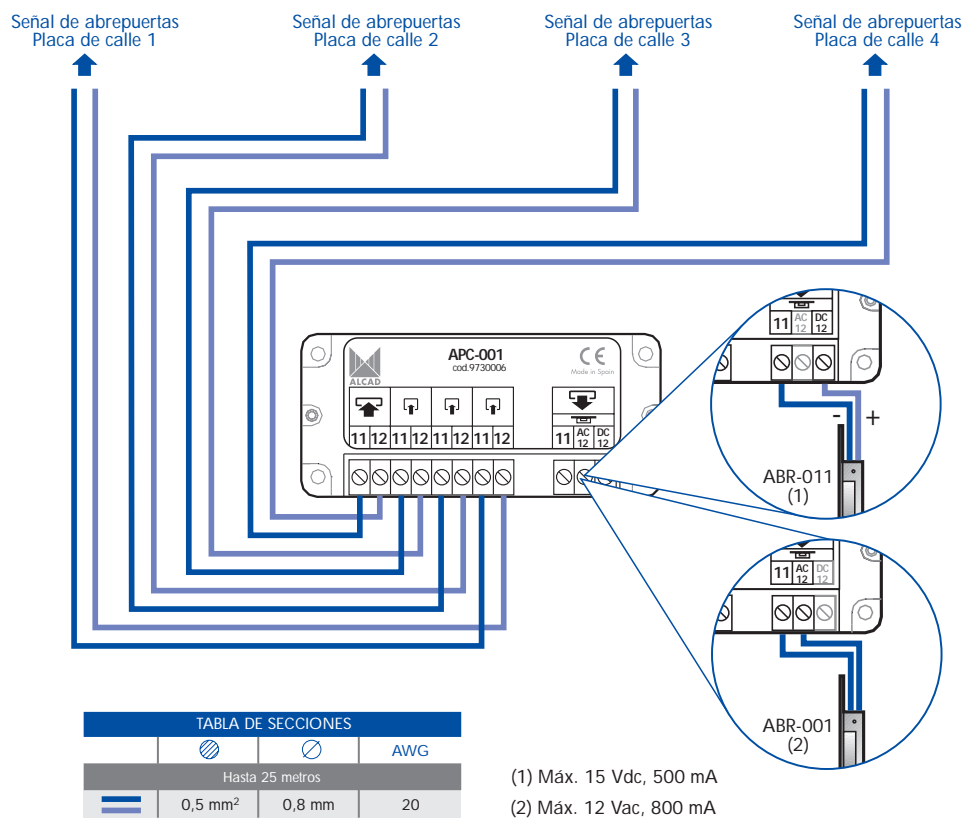 Señal de abrepuertas
Placa de calle 1
Señal de abrepuertas
Placa de calle 2
Señal de abrepuertas
Placa de calle 3
Señal de abrepuertas
Placa de calle 4
ALCAD
APC-001
cod.9730006
CE
Made in Spain
11 12 11 12 11 12 11 12
11 AC 12 DC 12
11 AC 12 DC 12
- +
ABR-011
(1)
11 AC 12 DC 12
ABR-001
(2)
TABLA DE SECCIONES
AWG
Hasta 25 metros
0,5 mm² 0,8 mm 20
(1) Máx. 15 Vdc, 500 mA
(2) Máx. 12 Vac, 800 mA